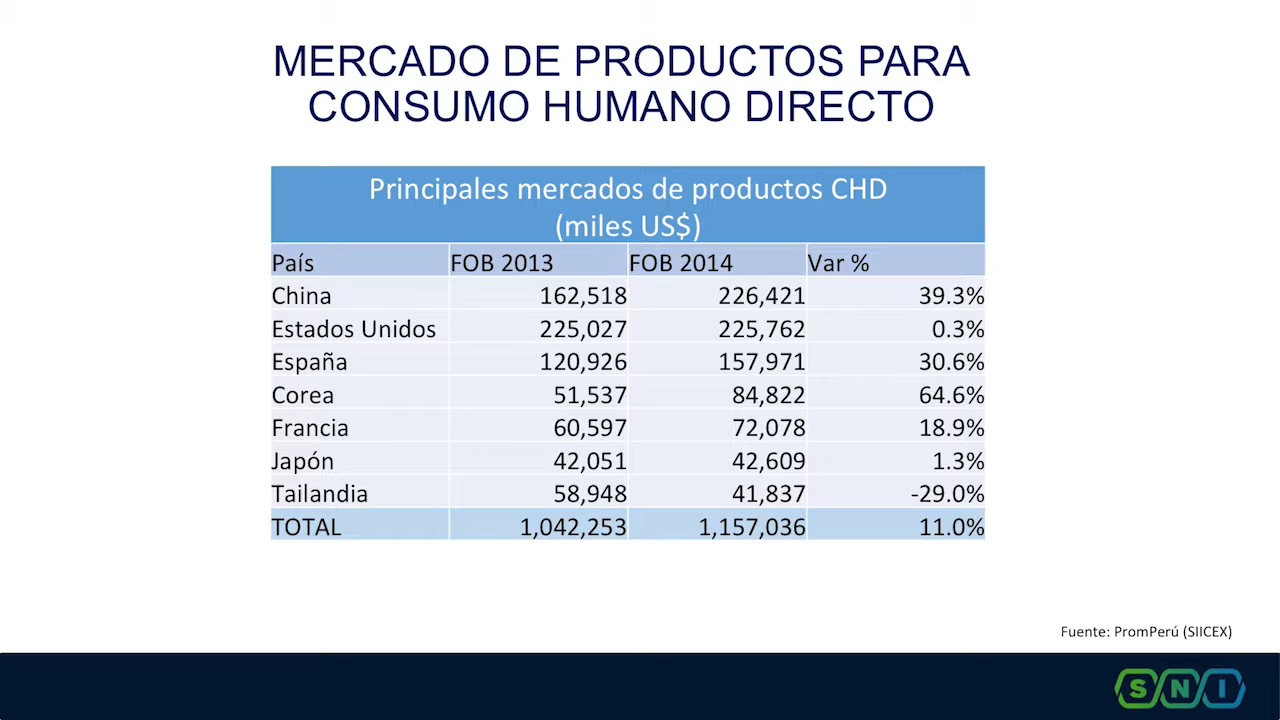 MERCADO DE PRODUCTOS PARA
CONSUMO HUMANO DIRECTO
Principales mercados de productos CHD
(miles US$)
País FOB 2013 FOB 2014 Var %
China 162,518 226,421 39.3%
Estados Unidos 225,027 225,762 0.3%
España 120,926 157,971 30.6%
Corea 51,537 84,822 64.6%
Francia 60,597 72,078 18.9%
Japón 42,051 42,609 1.3%
Tailandia 58,948 41,837 -29.0%
TOTAL 1,042,253 1,157,036 11.0%
Fuente: PromPerú (SIICEX)
SNI